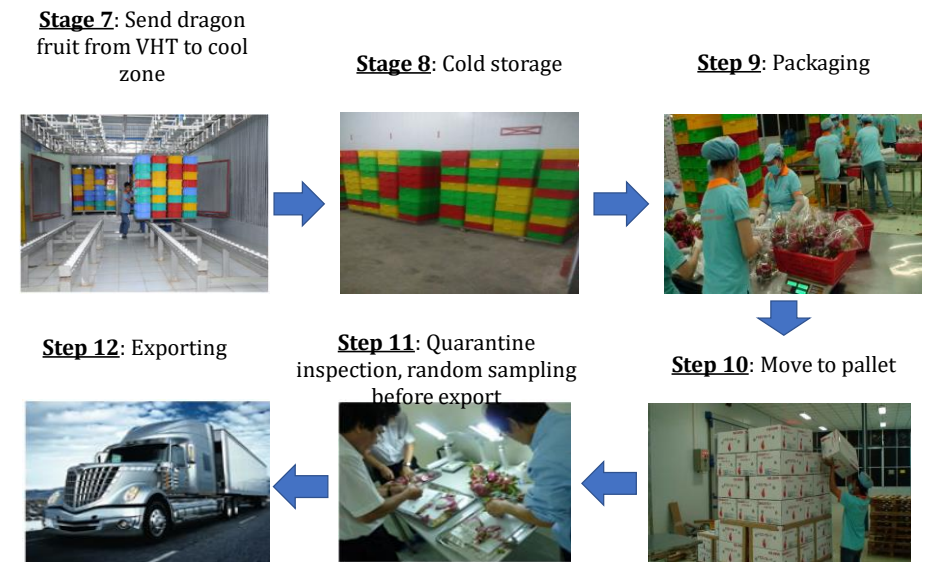 Stage 7: Send dragon
fruit from VHT to cool
zone
Stage 8: Cold storage
Step 9: Packaging
Step 10: Move to pallet
Step 11: Quarantine
inspection, random sampling
before export
Step 12: Exporting